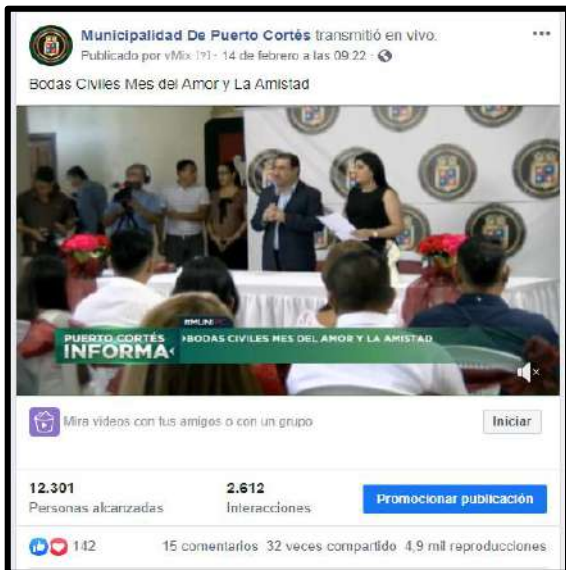 Municipalidad De Puerto Cortés transmitió en vivo.
Publicado por vMix [?] · 14 de febrero a las 09:22 ·
Bodas Civiles Mes del Amor y La Amistad
#MUNIPC
PUERTO CORTÉS
INFORMA
BODAS CIVILES MES DEL AMOR Y LA AMISTAD
Mira videos con tus amigos o con un grupo
Iniciar
12.301
2.612
Personas alcanzadas
Interacciones
Promocionar publicación
142
15 comentarios 32 veces compartido 4,9 mil reproducciones